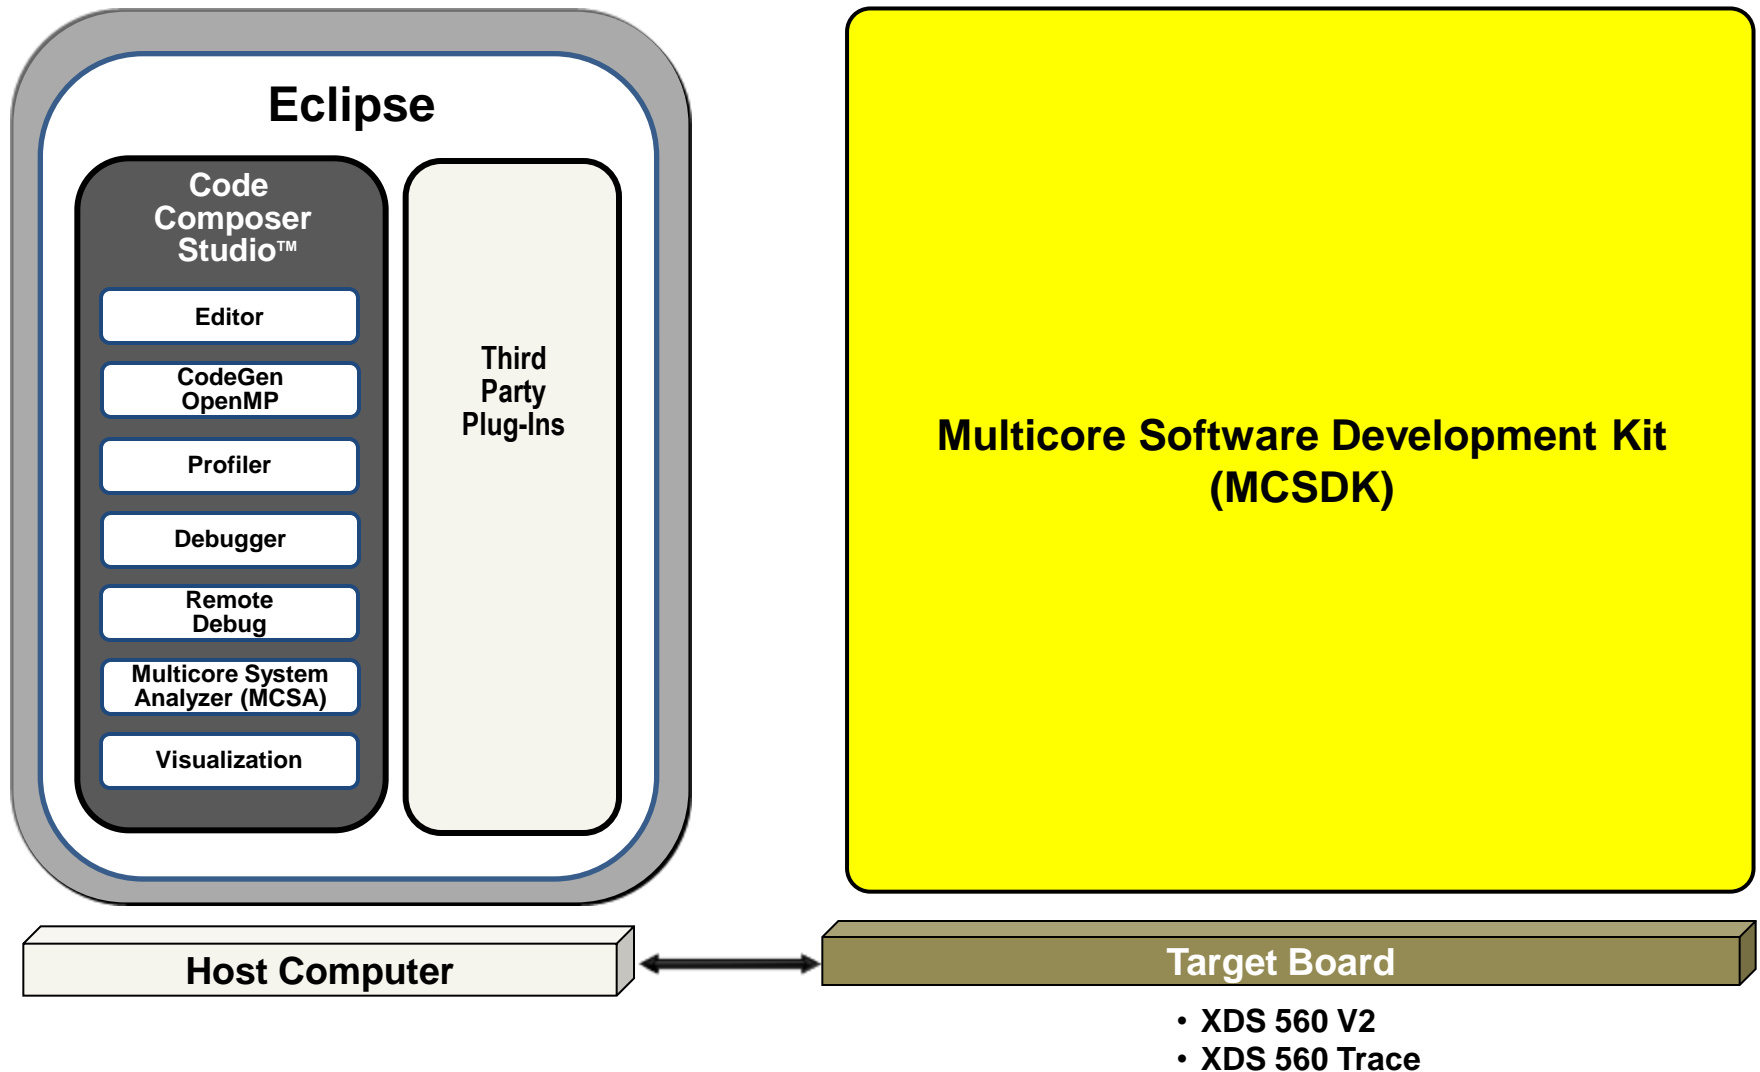 Eclipse
Code
Composer
Studio™
Editor
CodeGen
OpenMP
Profiler
Debugger
Remote
Debug
Multicore System
Analyzer (MCSA)
Visualization
Third
Party
Plug-Ins
Multicore Software Development Kit
(MCSDK)
Host Computer
Target Board
• XDS 560 V2
• XDS 560 Trace